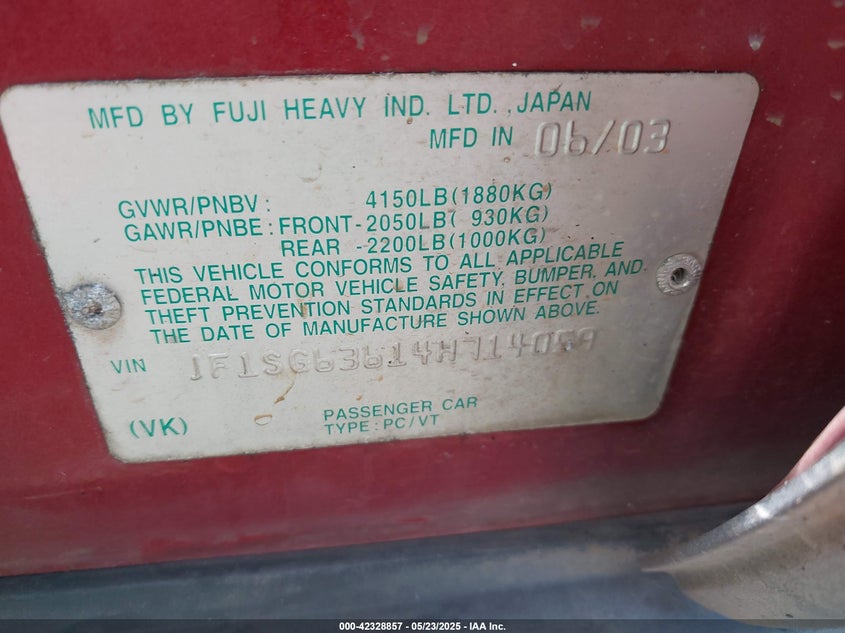 MFD BY FUJI HEAVY IND. LTD., JAPAN
MFD IN 06/03
GVWR/PNBV: 4150LB(1880KG)
GAWR/PNBE: FRONT-2050LB( 930KG)
REAR -2200LB(1000KG)
THIS VEHICLE CONFORMS TO ALL APPLICABLE
FEDERAL MOTOR VEHICLE SAFETY, BUMPER, AND
THEFT PREVENTION STANDARDS IN EFFECT ON
THE DATE OF MANUFACTURE SHOWN ABOVE.
VIN JF1SG63614H714059
(VK)
PASSENGER CAR
TYPE: PC/VT
000-42328857 - 05/23/2025 - IAA Inc.